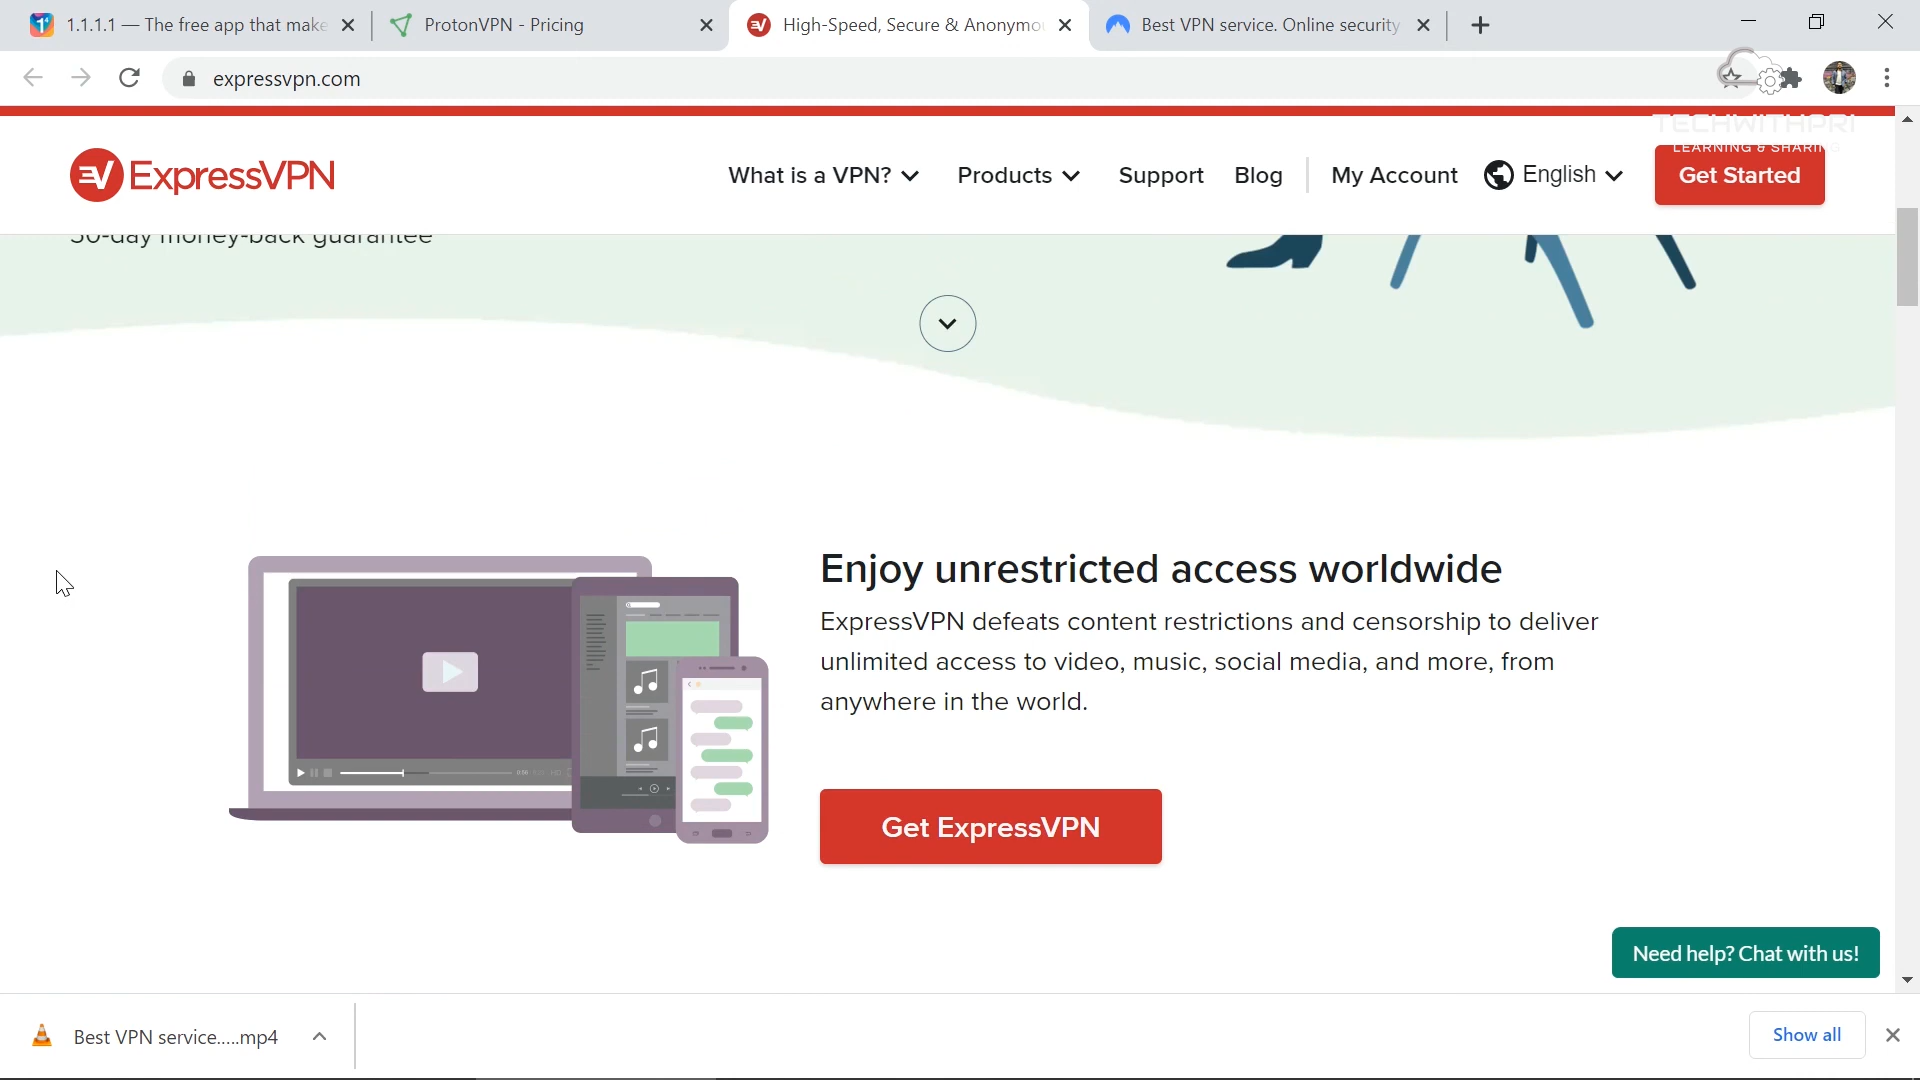 1.1.1.1 — The free app that make
ProtonVPN - Pricing
High-Speed, Secure & Anonymo
Best VPN service. Online security
expressvpn.com
TECHWITHPRI
LEARNING & SHARIN
ExpressVPN
What is a VPN?
Products
Support
Blog
My Account
English
Get Started
30-day money-back guarantee
Enjoy unrestricted access worldwide
ExpressVPN defeats content restrictions and censorship to deliver
unlimited access to video, music, social media, and more, from
anywhere in the world.
Get ExpressVPN
Need help? Chat with us!
Best VPN service.....mp4
Show all